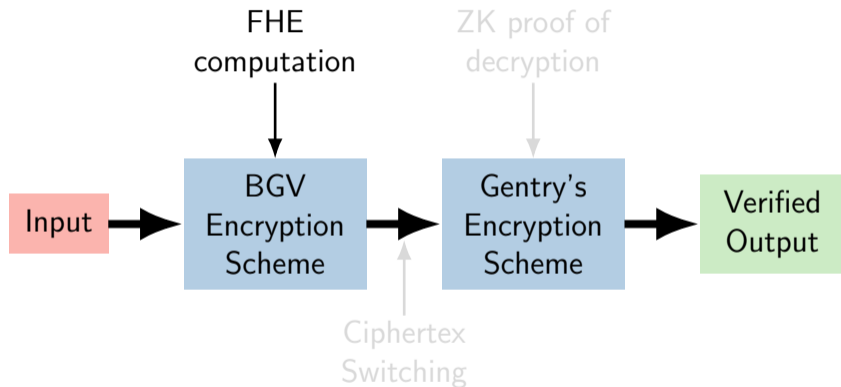 FHE
computation
ZK proof of
decryption
Input
BGV
Encryption
Scheme
Gentry's
Encryption
Scheme
Verified
Output
Ciphertex
Switching